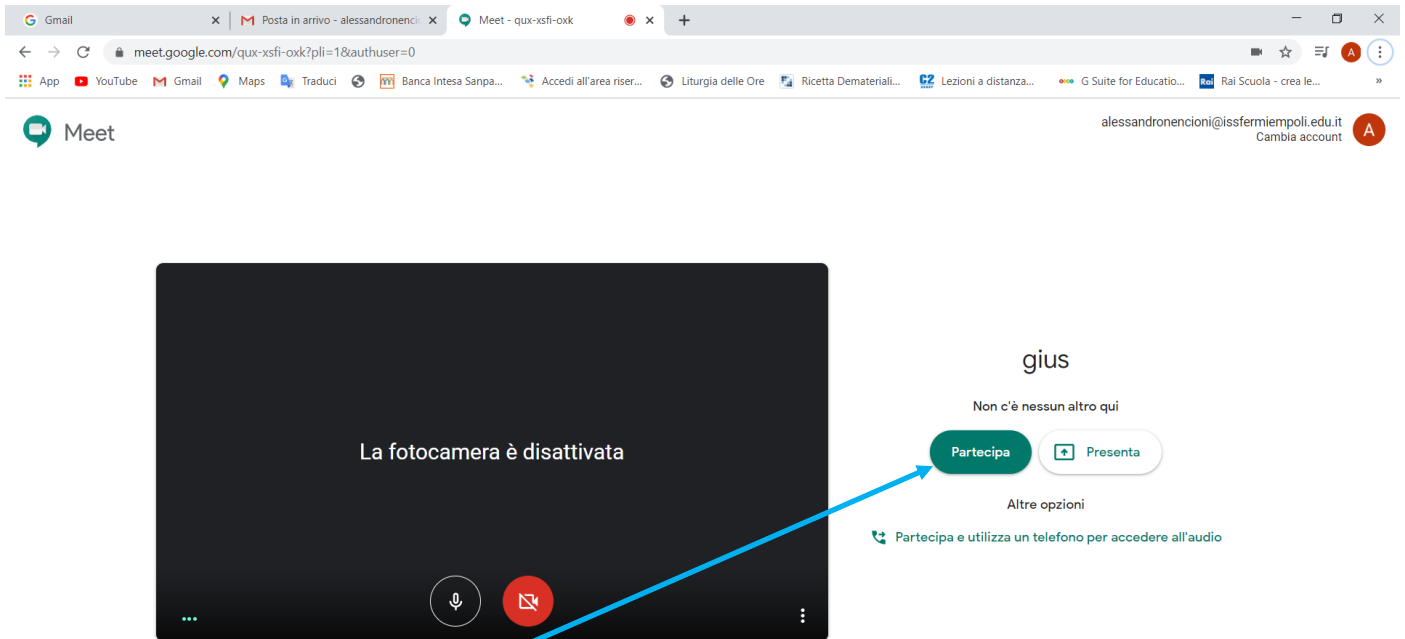 Gmail
Posta in arrivo - alessandronenci
Meet - qux-xsfi-oxk
meet.google.com/qux-xsfi-oxk?pli=1&authuser=0
A
App
YouTube
Gmail
Maps
Traduci
Banca Intesa Sanpa...
Accedi all'area riser...
Liturgia delle Ore
Ricetta Demateriali...
C2 Lezioni a distanza...
G Suite for Educatio...
Rai Rai Scuola - crea le...
»
Meet
alessandronencioni@issfermiempoli.edu.it
Cambia account
A
La fotocamera è disattivata
gius
Non c'è nessun altro qui
Partecipa
Presenta
Altre opzioni
Partecipa e utilizza un telefono per accedere all'audio